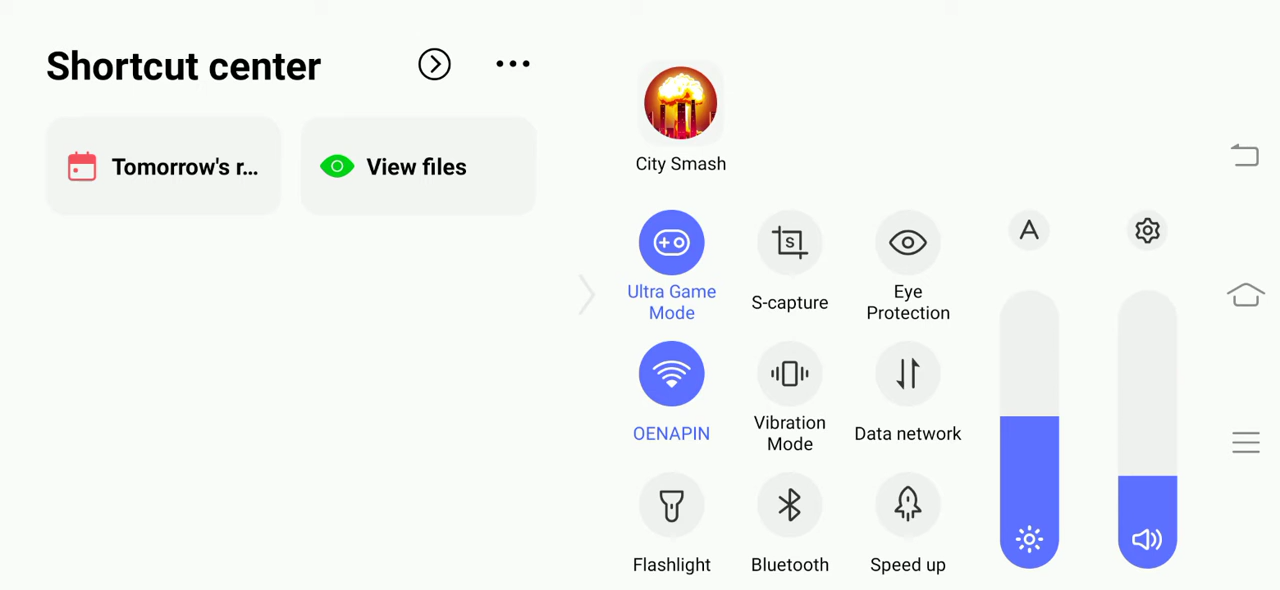 Shortcut center
Tomorrow's r...
View files
City Smash
Ultra Game
Mode
S-capture
Eye
Protection
A
OENAPIN
Vibration
Mode
Data network
Flashlight
Bluetooth
Speed up